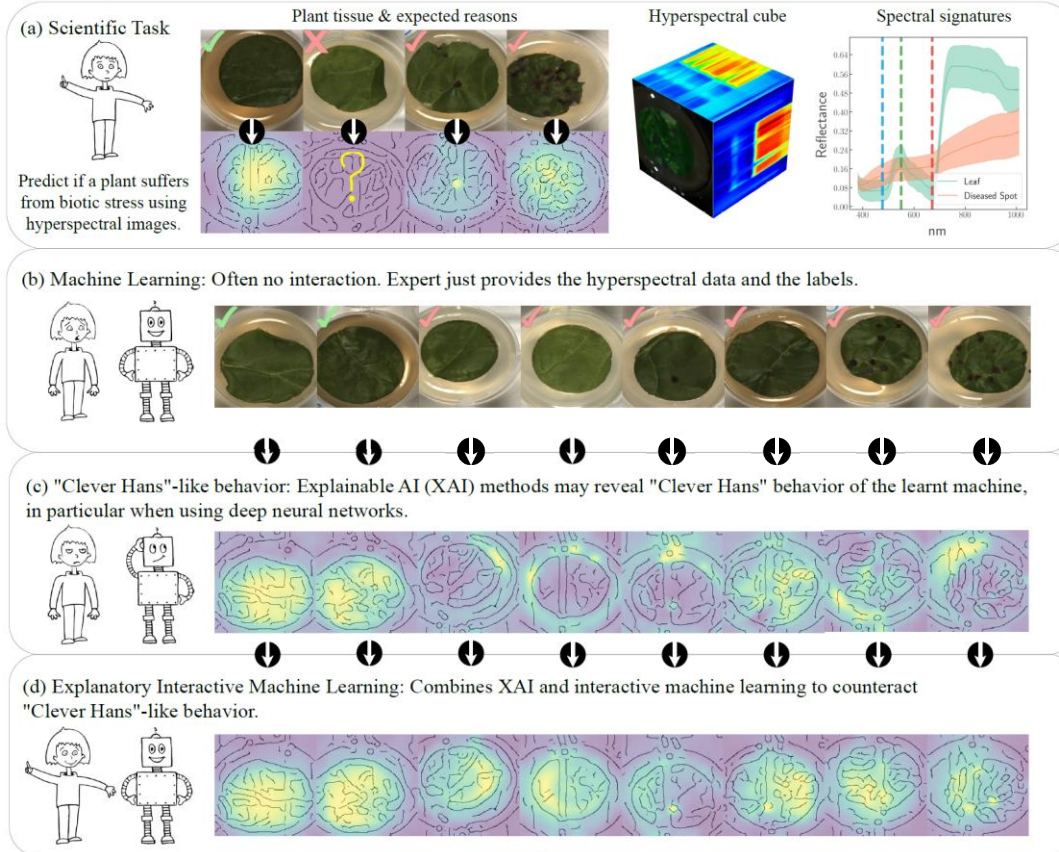 (a) Scientific Task
Plant tissue & expected reasons
Hyperspectral cube
Spectral signatures
Predict if a plant suffers
from biotic stress using
hyperspectral images.
?
Reflectance
0.64
0.56
0.48
0.40
0.32
0.24
0.16
0.08
0.00
Leaf
Diseased Spot
400
600
800
1000
nm
(b) Machine Learning: Often no interaction. Expert just provides the hyperspectral data and the labels.
(c) "Clever Hans"-like behavior: Explainable AI (XAI) methods may reveal "Clever Hans" behavior of the learnt machine,
in particular when using deep neural networks.
(d) Explanatory Interactive Machine Learning: Combines XAI and interactive machine learning to counteract
"Clever Hans"-like behavior.